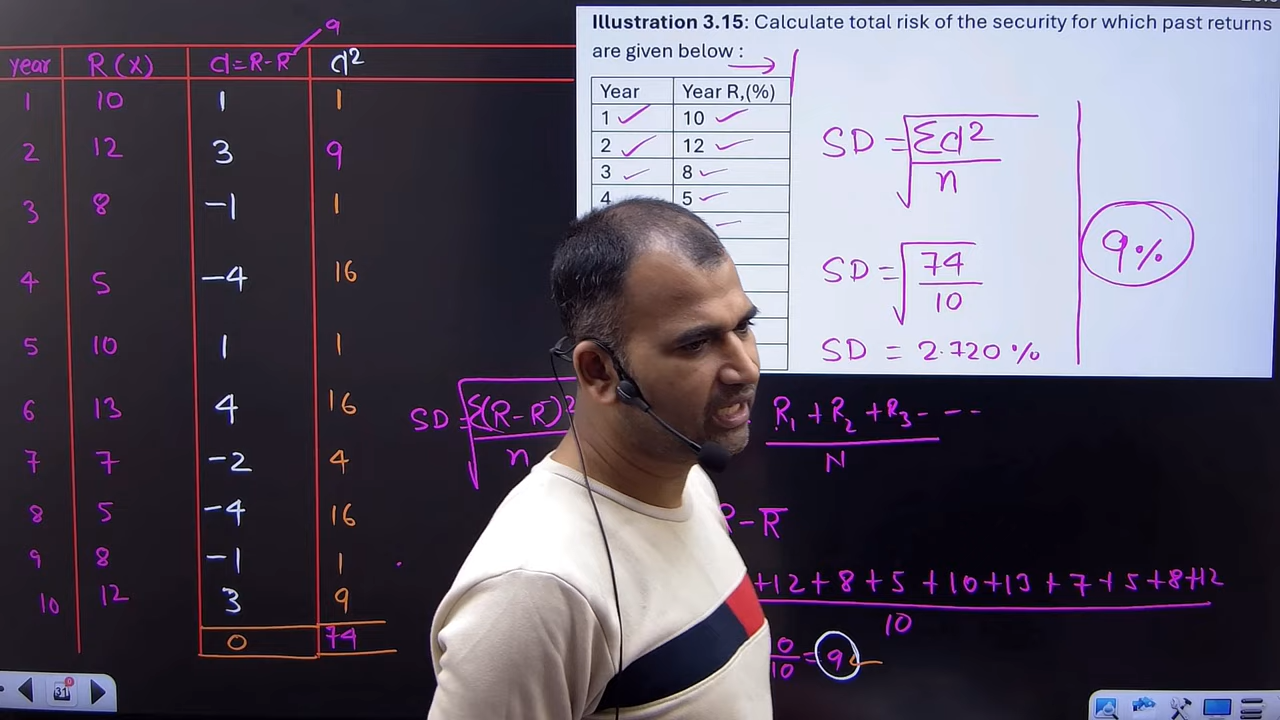 9
year R(x) d=R-R̄ d²
1 10 1 1
2 12 3 9
3 8 -1 1
4 5 -4 16
5 10 1 1
6 13 4 16
7 7 -2 4
8 5 -4 16
9 8 -1 1
10 12 3 9
0 74
31
Illustration 3.15: Calculate total risk of the security for which past returns
are given below :
Year Year R,(%)
1 10
2 12
3 8
4 5
SD = √Σd²/n
SD = √74/10
SD = 2.720 %
9%
SD = √Σ(R-R̄)²/n
R₁ + R₂ + R₃ - - -
N
R - R̄
+12 + 8 + 5 + 10 + 13 + 7 + 5 + 8 + 12
10
0/10 = 9